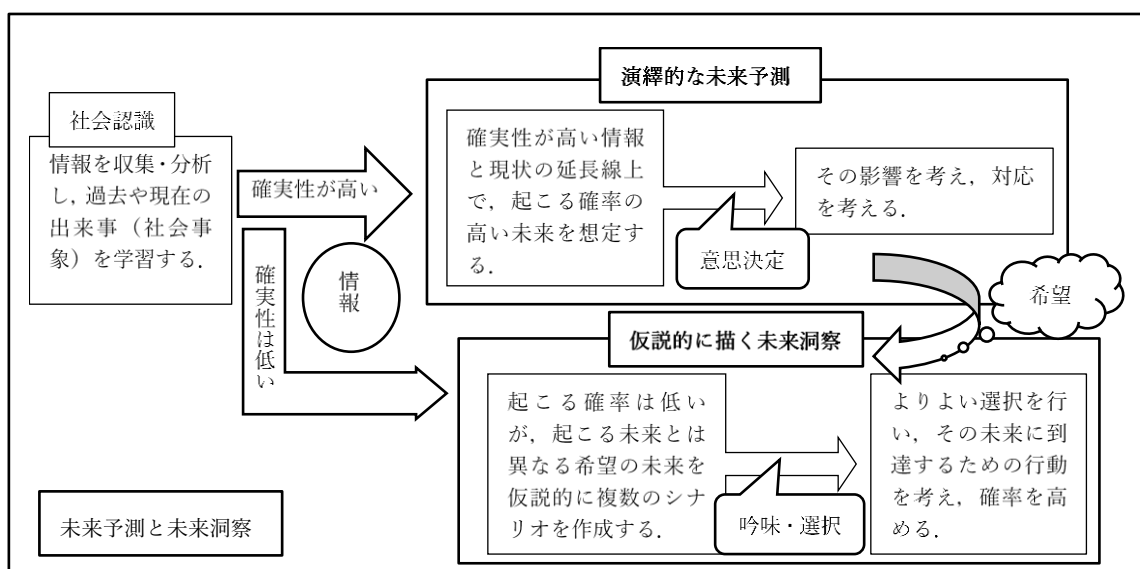 演繹的な未来予測
社会認識
情報を収集・分析
し，過去や現在の
出来事（社会事
象）を学習する．
確実性が高い
確実性は低い
情報
確実性が高い情報
と現状の延長線上
で，起こる確率の
高い未来を想定す
る．
意思決定
その影響を考え，対応
を考える．
希望
仮説的に描く未来洞察
起こる確率は低い
が，起こる未来とは
異なる希望の未来を
仮説的に複数のシナ
リオを作成する．
吟味・選択
よりよい選択を行
い，その未来に到
達するための行動
を考え，確率を高
める．
未来予測と未来洞察